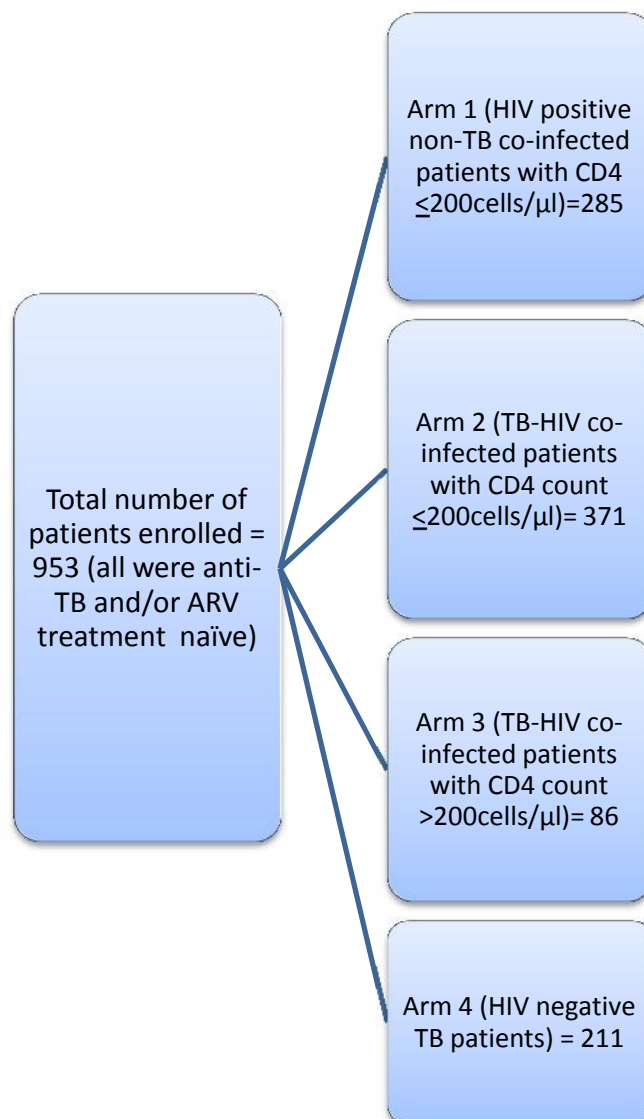 Total number of
patients enrolled =
953 (all were anti-
TB and/or ARV
treatment naïve)
Arm 1 (HIV positive
non-TB co-infected
patients with CD4
≤200cells/µl)=285
Arm 2 (TB-HIV co-
infected patients
with CD4 count
≤200cells/µl)= 371
Arm 3 (TB-HIV co-
infected patients
with CD4 count
>200cells/µl)= 86
Arm 4 (HIV negative
TB patients) = 211